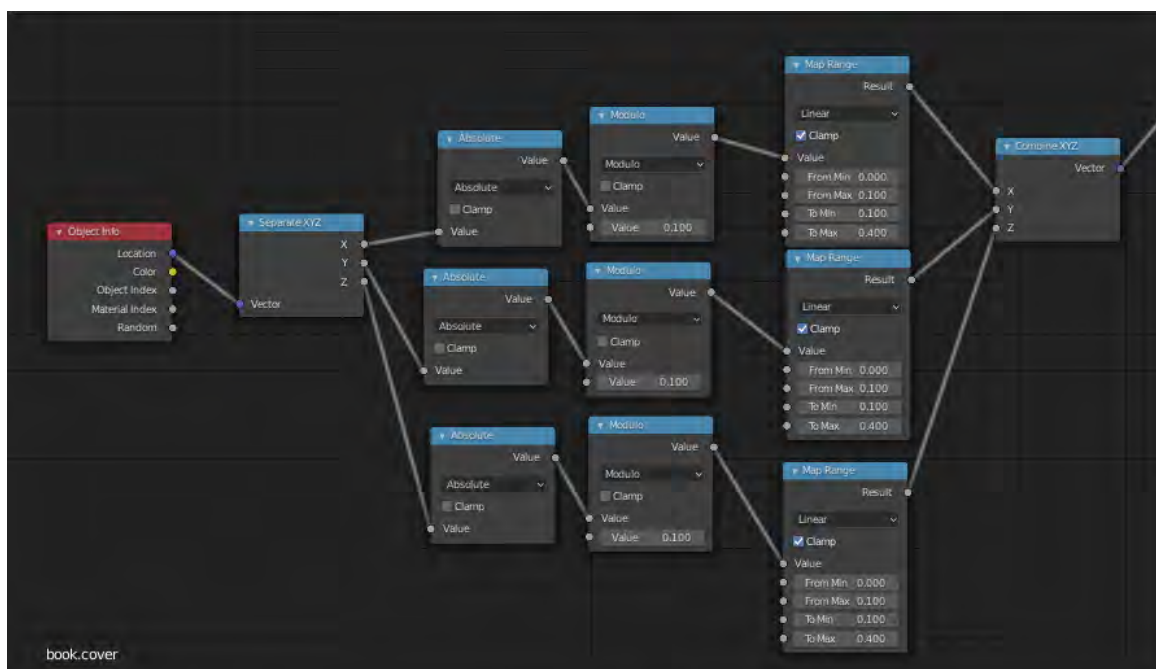 Object Info
Location
Color
Object Index
Material Index
Random
Separate XYZ
X
Y
Z
Vector
Absolute
Value
Absolute
Clamp
Value
Modulo
Value
Modulo
Clamp
Value
Value 0.100
Map Range
Result
Linear
Clamp
Value
From Min 0.000
From Max 0.100
To Min 0.100
To Max 0.400
Absolute
Value
Absolute
Clamp
Value
Modulo
Value
Modulo
Clamp
Value
Value 0.100
Map Range
Result
Linear
Clamp
Value
From Min 0.000
From Max 0.100
To Min 0.100
To Max 0.400
Absolute
Value
Absolute
Clamp
Value
Modulo
Value
Modulo
Clamp
Value
Value 0.100
Map Range
Result
Linear
Clamp
Value
From Min 0.000
From Max 0.100
To Min 0.100
To Max 0.400
Combine XYZ
Vector
X
Y
Z
book.cover